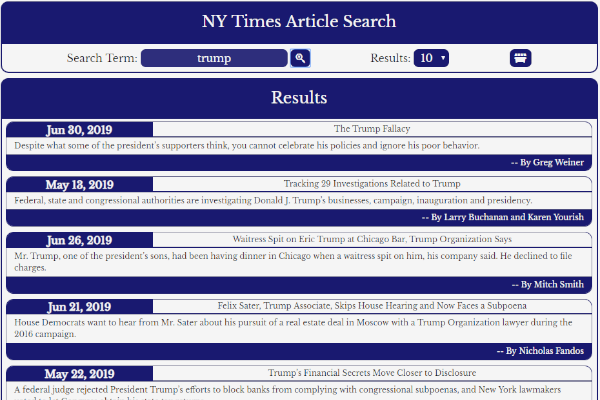 NY Times Article Search
Search Term: trump Results: 10
Results
Jun 30, 2019 The Trump Fallacy
Despite what some of the president's supporters think, you cannot celebrate his policies and ignore his poor behavior.
-- By Greg Weiner
May 13, 2019 Tracking 29 Investigations Related to Trump
Federal, state and congressional authorities are investigating Donald J. Trump's businesses, campaign, inauguration and presidency.
-- By Larry Buchanan and Karen Yourish
Jun 26, 2019 Waitress Spit on Eric Trump at Chicago Bar, Trump Organization Says
Mr. Trump, one of the president's sons, had been having dinner in Chicago when a waitress spit on him, his company said. He declined to file
charges.
-- By Mitch Smith
Jun 21, 2019 Felix Sater, Trump Associate, Skips House Hearing and Now Faces a Subpoena
House Democrats want to hear from Mr. Sater about his pursuit of a real estate deal in Moscow with a Trump Organization lawyer during the
2016 campaign.
-- By Nicholas Fandos
May 22, 2019 Trump's Financial Secrets Move Closer to Disclosure
A federal judge rejected President Trump's efforts to block banks from complying with congressional subpoenas, and New York lawmakers